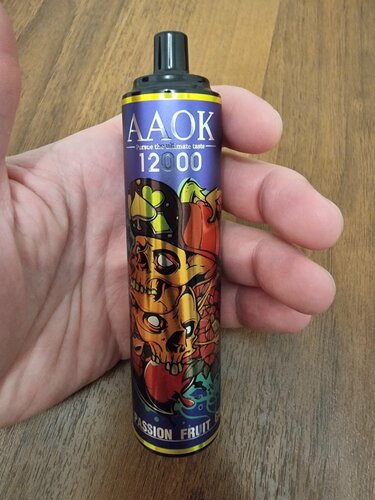 AAOK
Pursue the ultimate taste
12000
PASSION FRUIT